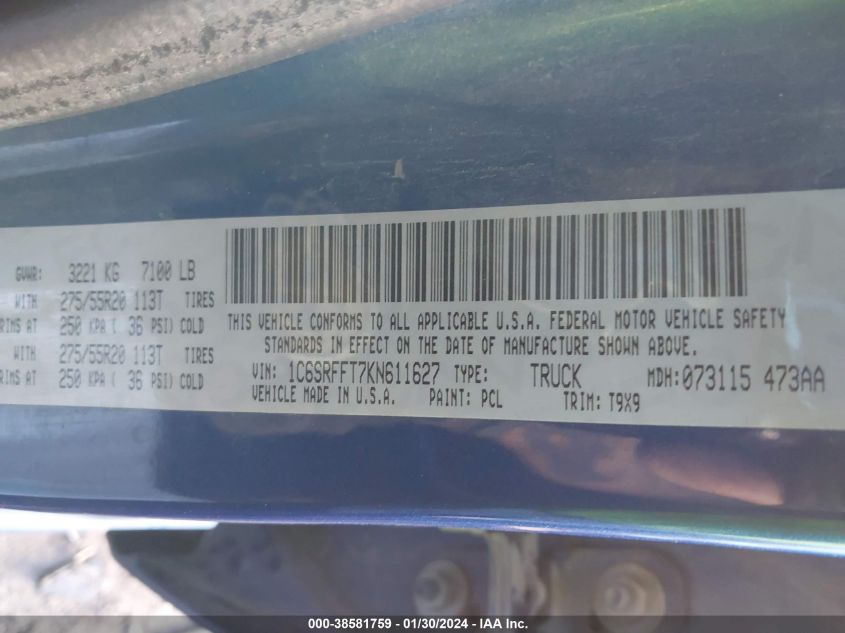 GVWR: 3221 KG 7100 LB
WITH 275/55R20 113T TIRES
RIMS AT 250 KPA ( 36 PSI) COLD
WITH 275/55R20 113T TIRES
RIMS AT 250 KPA ( 36 PSI) COLD
THIS VEHICLE CONFORMS TO ALL APPLICABLE U.S.A. FEDERAL MOTOR VEHICLE SAFETY
STANDARDS IN EFFECT ON THE DATE OF MANUFACTURE SHOWN ABOVE.
VIN: 1C6SRFFT7KN611627 TYPE: TRUCK MDH:073115 473AA
VEHICLE MADE IN U.S.A. PAINT: PCL TRIM: T9X9
000-38581759 — 01/30/2024 — IAA Inc.